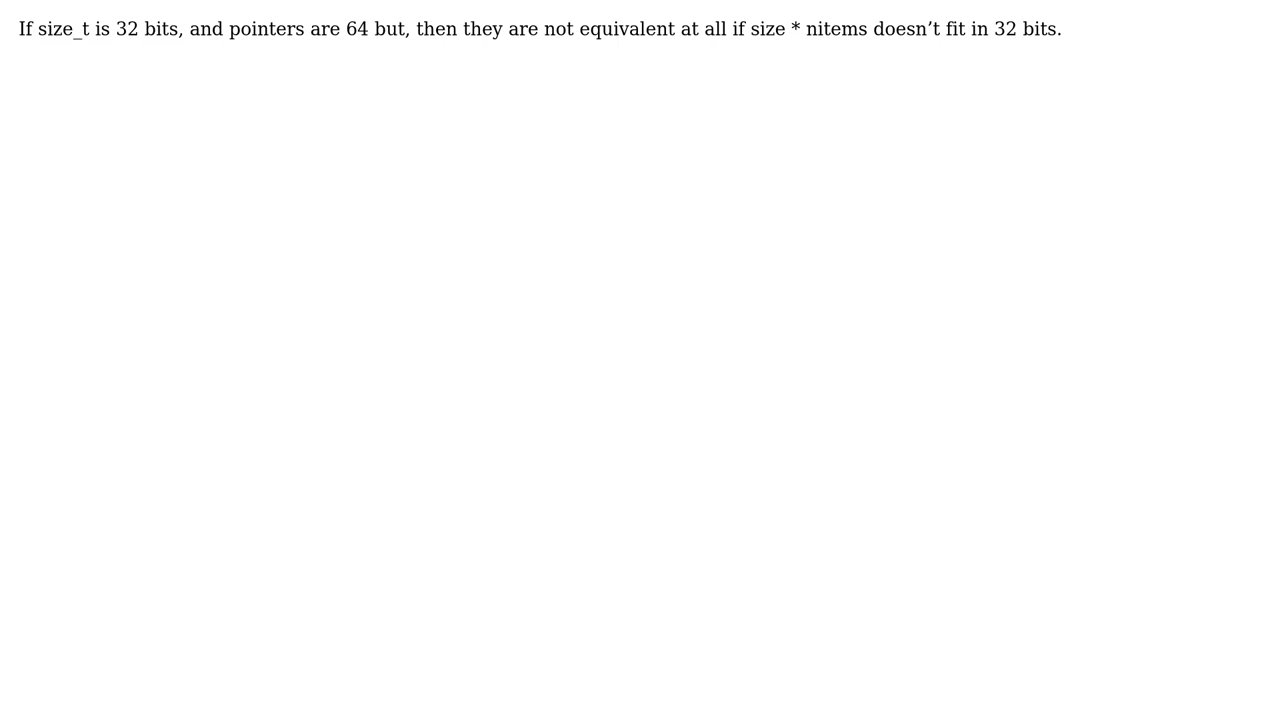 If size_t is 32 bits, and pointers are 64 but, then they are not equivalent at all if size * nitems doesn’t fit in 32 bits.